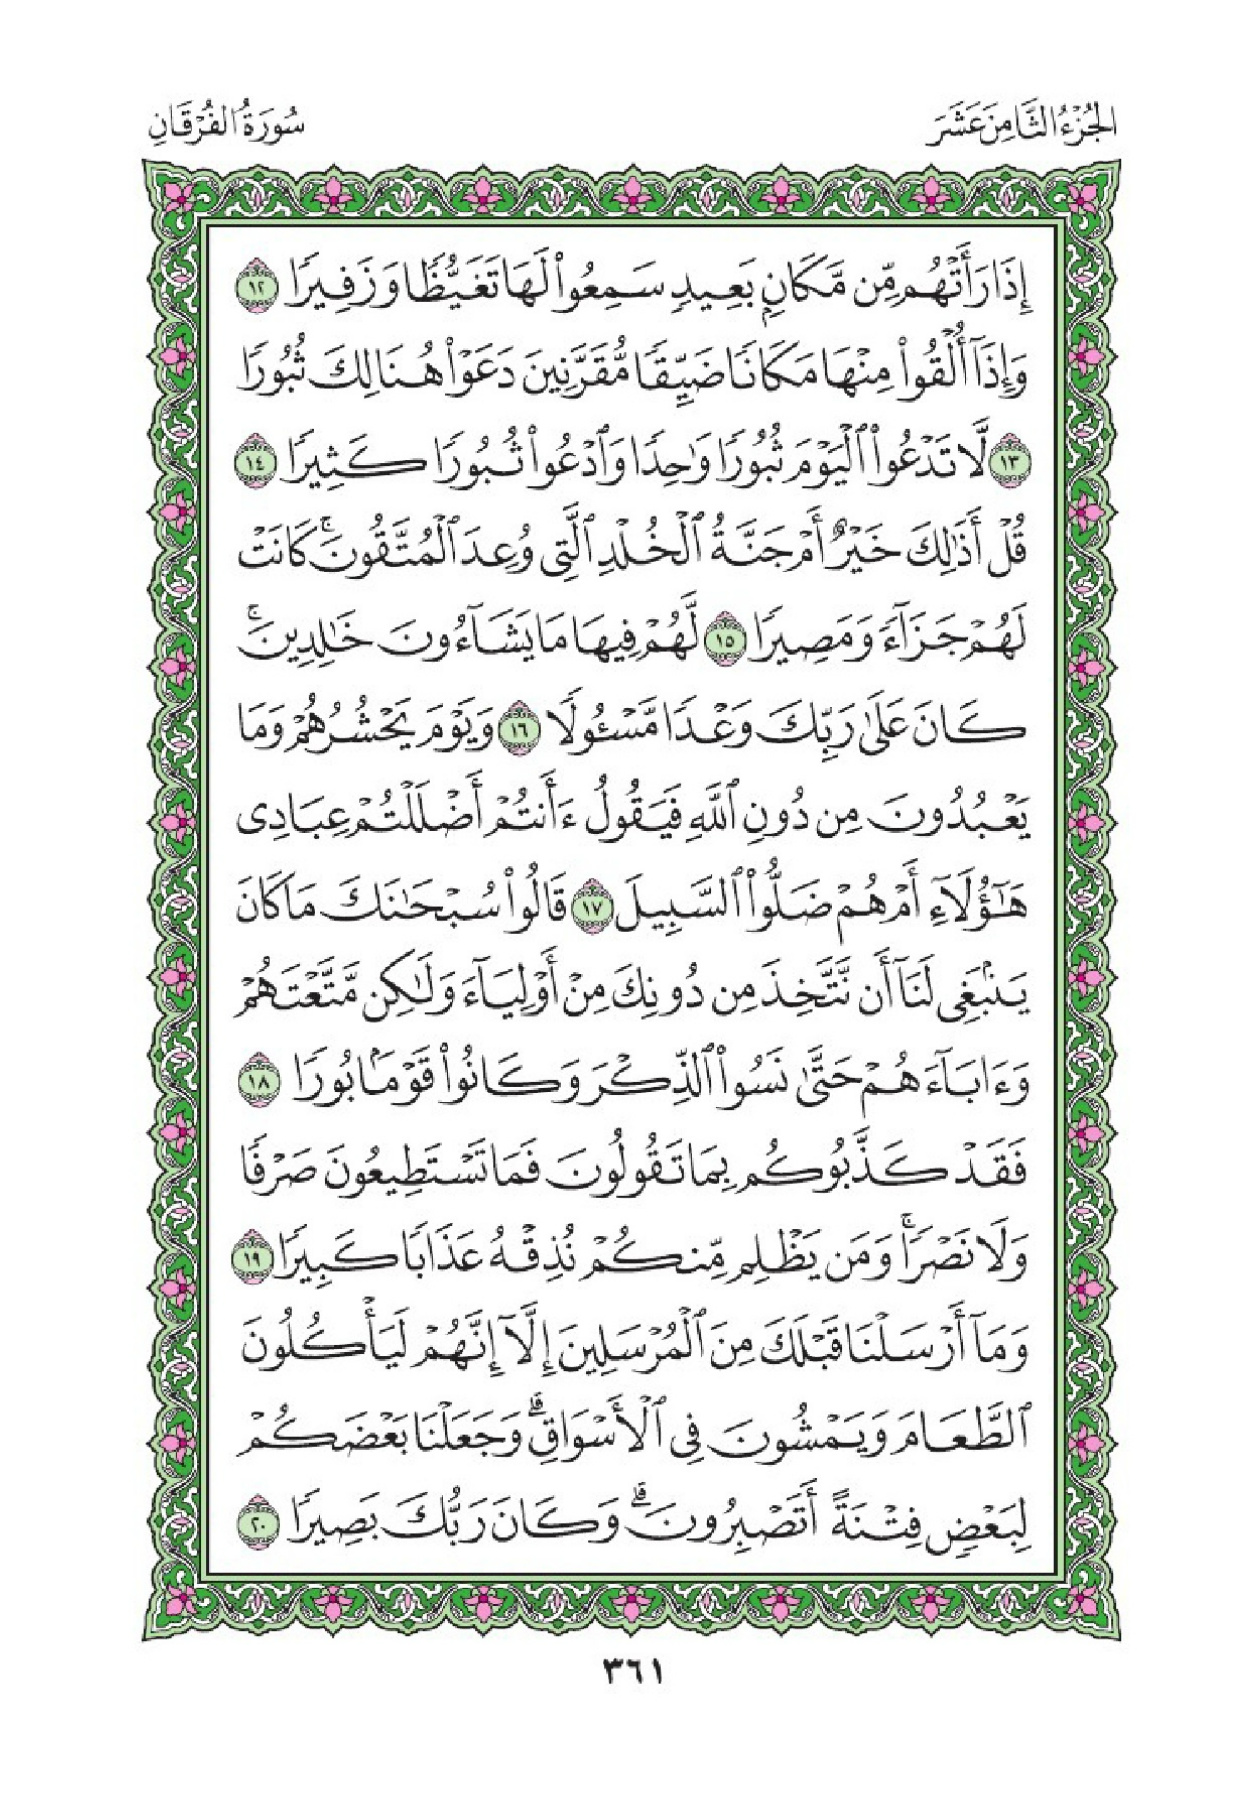 الجُزْءُ الثَّامِنَ عَشَرَ
سُورَةُ الفُرْقَانِ
إِذَا رَأَتْهُم مِّن مَّكَانِۭ بَعِيدٖ سَمِعُواْ لَهَا تَغَيُّظٗا وَزَفِيرٗا ١٢
وَإِذَآ أُلْقُواْ مِنْهَا مَكَانٗا ضَيِّقٗا مُّقَرَّنِينَ دَعَوْاْ هُنَالِكَ ثُبُورٗا
١٣ لَّا تَدْعُواْ ٱلْيَوْمَ ثُبُورٗا وَٰحِدٗا وَٱدْعُواْ ثُبُورٗا كَثِيرٗا ١٤
قُلْ أَذَٰلِكَ خَيْرٌ أَمْ جَنَّةُ ٱلْخُلْدِ ٱلَّتِي وُعِدَ ٱلْمُتَّقُونَۚ كَانَتْ
لَهُمْ جَزَآءٗ وَمَصِيرٗا ١٥ لَّهُمْ فِيهَا مَا يَشَآءُونَ خَٰلِدِينَۚ
كَانَ عَلَىٰ رَبِّكَ وَعْدٗا مَّسْـُٔولٗا ١٦ وَيَوْمَ يَحْشُرُهُمْ وَمَا
يَعْبُدُونَ مِن دُونِ ٱللَّهِ فَيَقُولُ ءَأَنتُمْ أَضْلَلْتُمْ عِبَادِي
هَٰٓؤُلَآءِ أَمْ هُمْ ضَلُّواْ ٱلسَّبِيلَ ١٧ قَالُواْ سُبْحَٰنَكَ مَا كَانَ
يَنۢبَغِي لَنَآ أَن نَّتَّخِذَ مِن دُونِكَ مِنْ أَوْلِيَآءَ وَلَٰكِن مَّتَّعْتَهُمْ
وَءَابَآءَهُمْ حَتَّىٰ نَسُواْ ٱلذِّكْرَ وَكَانُواْ قَوْمَۢا بُورٗا ١٨
فَقَدْ كَذَّبُوكُم بِمَا تَقُولُونَ فَمَا تَسْتَطِيعُونَ صَرْفٗا
وَلَا نَصْرٗاۚ وَمَن يَظْلِم مِّنكُمْ نُذِقْهُ عَذَابٗا كَبِيرٗا ١٩
وَمَآ أَرْسَلْنَا قَبْلَكَ مِنَ ٱلْمُرْسَلِينَ إِلَّآ إِنَّهُمْ لَيَأْكُلُونَ
ٱلطَّعَامَ وَيَمْشُونَ فِي ٱلْأَسْوَاقِۗ وَجَعَلْنَا بَعْضَكُمْ
لِبَعْضٖ فِتْنَةً أَتَصْبِرُونَۗ وَكَانَ رَبُّكَ بَصِيرٗا ٢٠
٣٦١